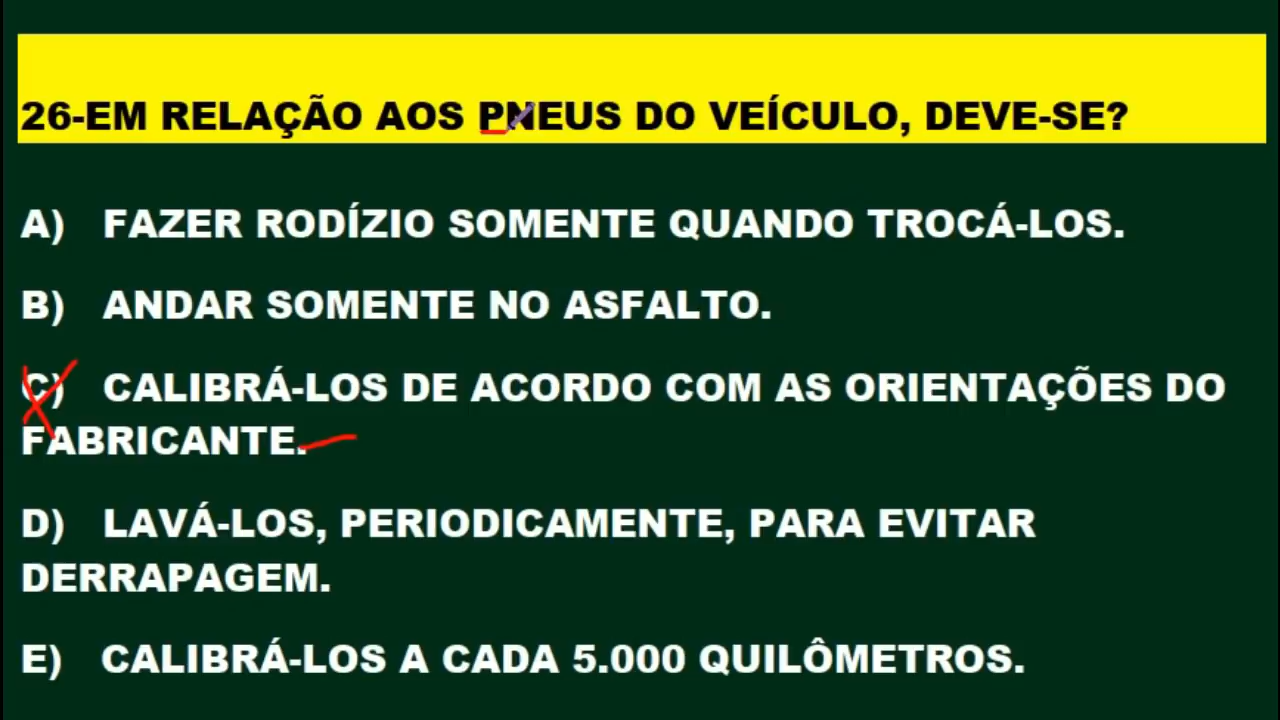 26-EM RELAÇÃO AOS PNEUS DO VEÍCULO, DEVE-SE?
A) FAZER RODÍZIO SOMENTE QUANDO TROCÁ-LOS.
B) ANDAR SOMENTE NO ASFALTO.
C) CALIBRÁ-LOS DE ACORDO COM AS ORIENTAÇÕES DO
FABRICANTE.
D) LAVÁ-LOS, PERIODICAMENTE, PARA EVITAR
DERRAPAGEM.
E) CALIBRÁ-LOS A CADA 5.000 QUILÔMETROS.